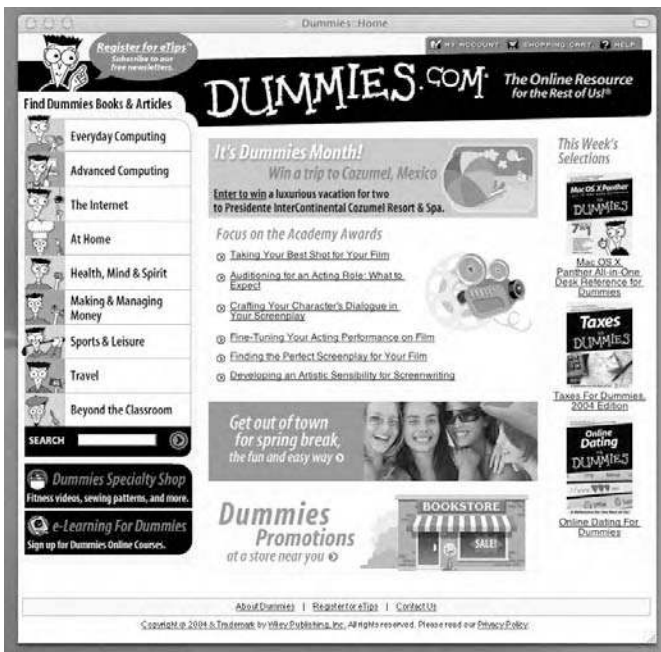 Dummies::Home
Register for eTips™
Subscribe to our
free newsletters.
MY ACCOUNT
SHOPPING CART
? HELP
DUMMIES.COM®
The Online Resource
for the Rest of Us!®
Find Dummies Books & Articles
Everyday Computing
Advanced Computing
The Internet
At Home
Health, Mind & Spirit
Making & Managing
Money
Sports & Leisure
Travel
Beyond the Classroom
SEARCH
Dummies Specialty Shop
Fitness videos, sewing patterns, and more.
e-Learning For Dummies
Sign up for Dummies Online Courses.
It's Dummies Month!
Win a trip to Cozumel, Mexico
Enter to win a luxurious vacation for two
to Presidente InterContinental Cozumel Resort & Spa.
Focus on the Academy Awards
Taking Your Best Shot for Your Film
Auditioning for an Acting Role: What to
Expect
Crafting Your Character's Dialogue in
Your Screenplay
Fine-Tuning Your Acting Performance on Film
Finding the Perfect Screenplay for Your Film
Developing an Artistic Sensibility for Screenwriting
Get out of town
for spring break,
the fun and easy way
Dummies
Promotions
at a store near you
BOOKSTORE
SALE!
This Week's
Selections
Mac OS X Panther
DUMMIES
Mac OS X
Panther All-in-One
Desk Reference for
Dummies
Taxes
DUMMIES
Taxes For Dummies,
2004 Edition
Online
Dating
DUMMIES
Online Dating For
Dummies
About Dummies | Register for eTips | Contact Us
Copyright © 2004 & Trademark by Wiley Publishing, Inc. All rights reserved. Please read our Privacy Policy.